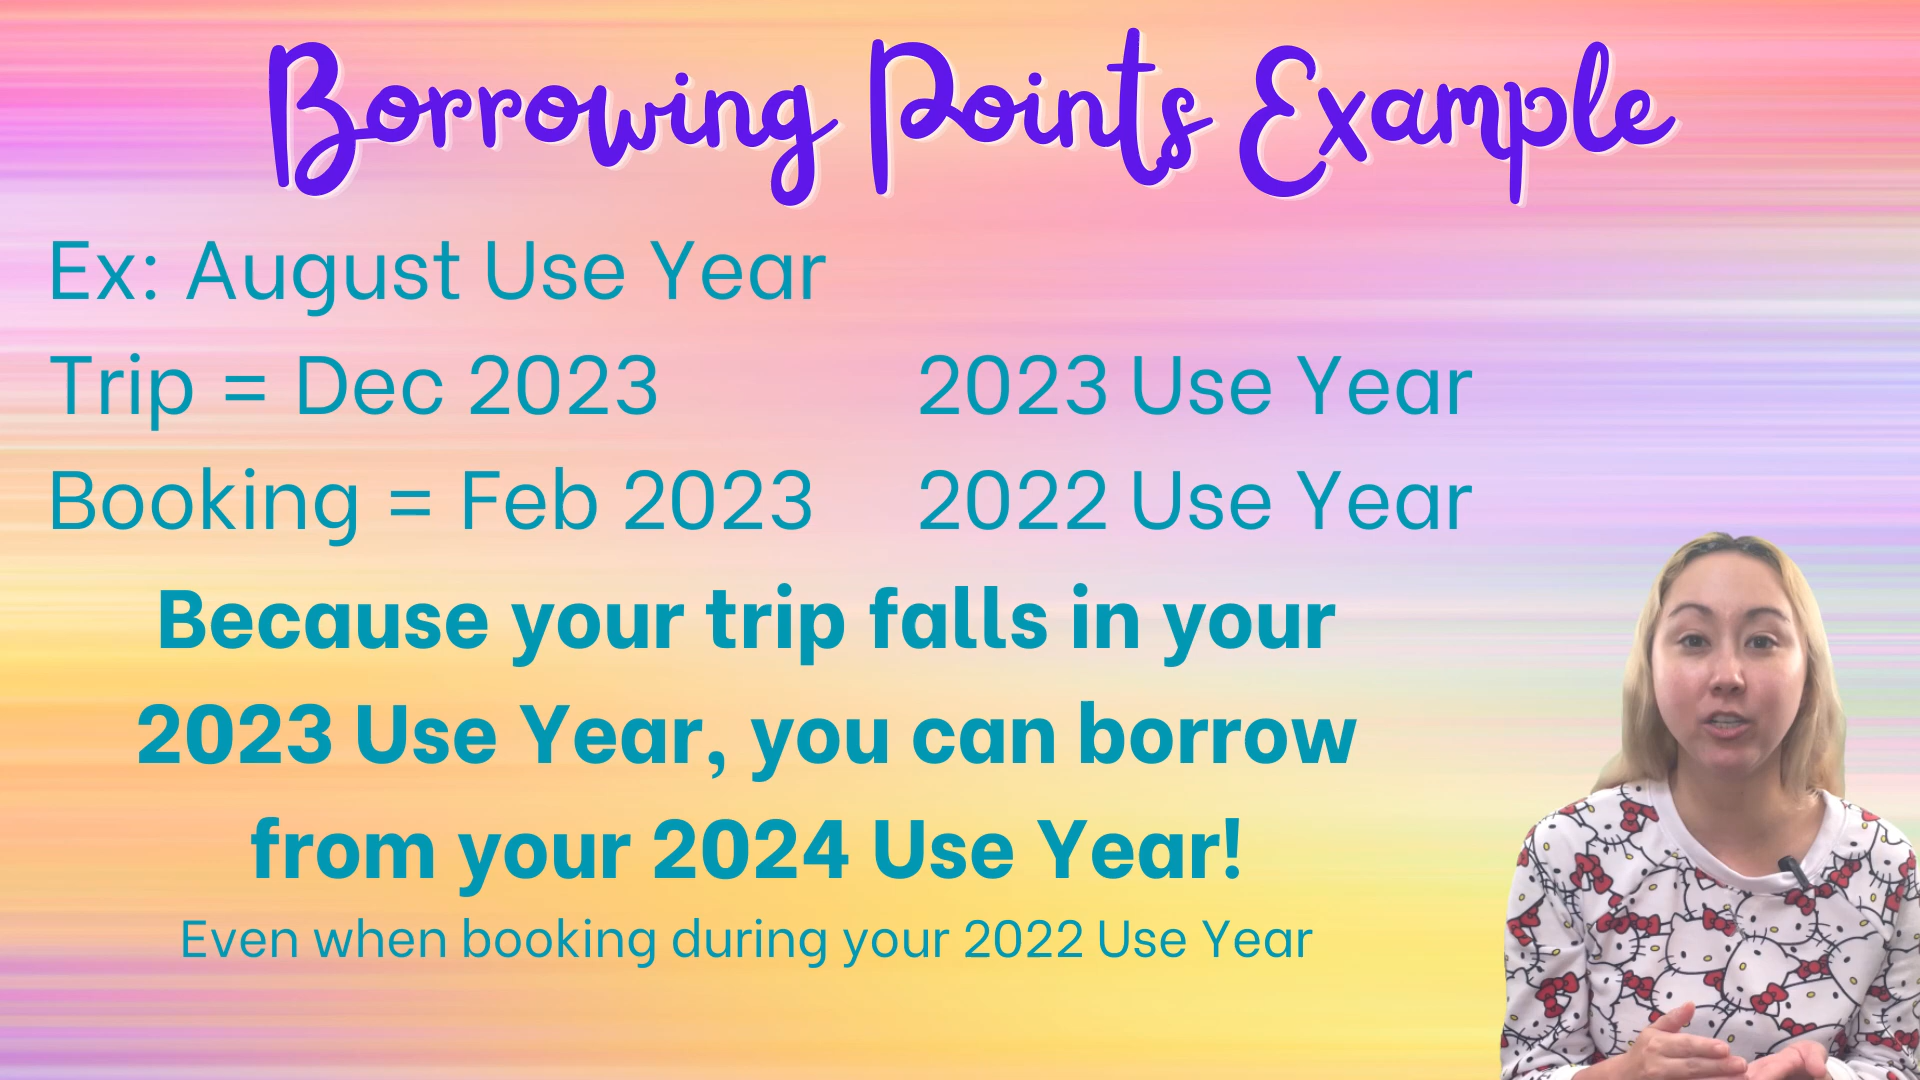 Borrowing Points Example
Ex: August Use Year
Trip = Dec 2023 2023 Use Year
Booking = Feb 2023 2022 Use Year
Because your trip falls in your
2023 Use Year, you can borrow
from your 2024 Use Year!
Even when booking during your 2022 Use Year